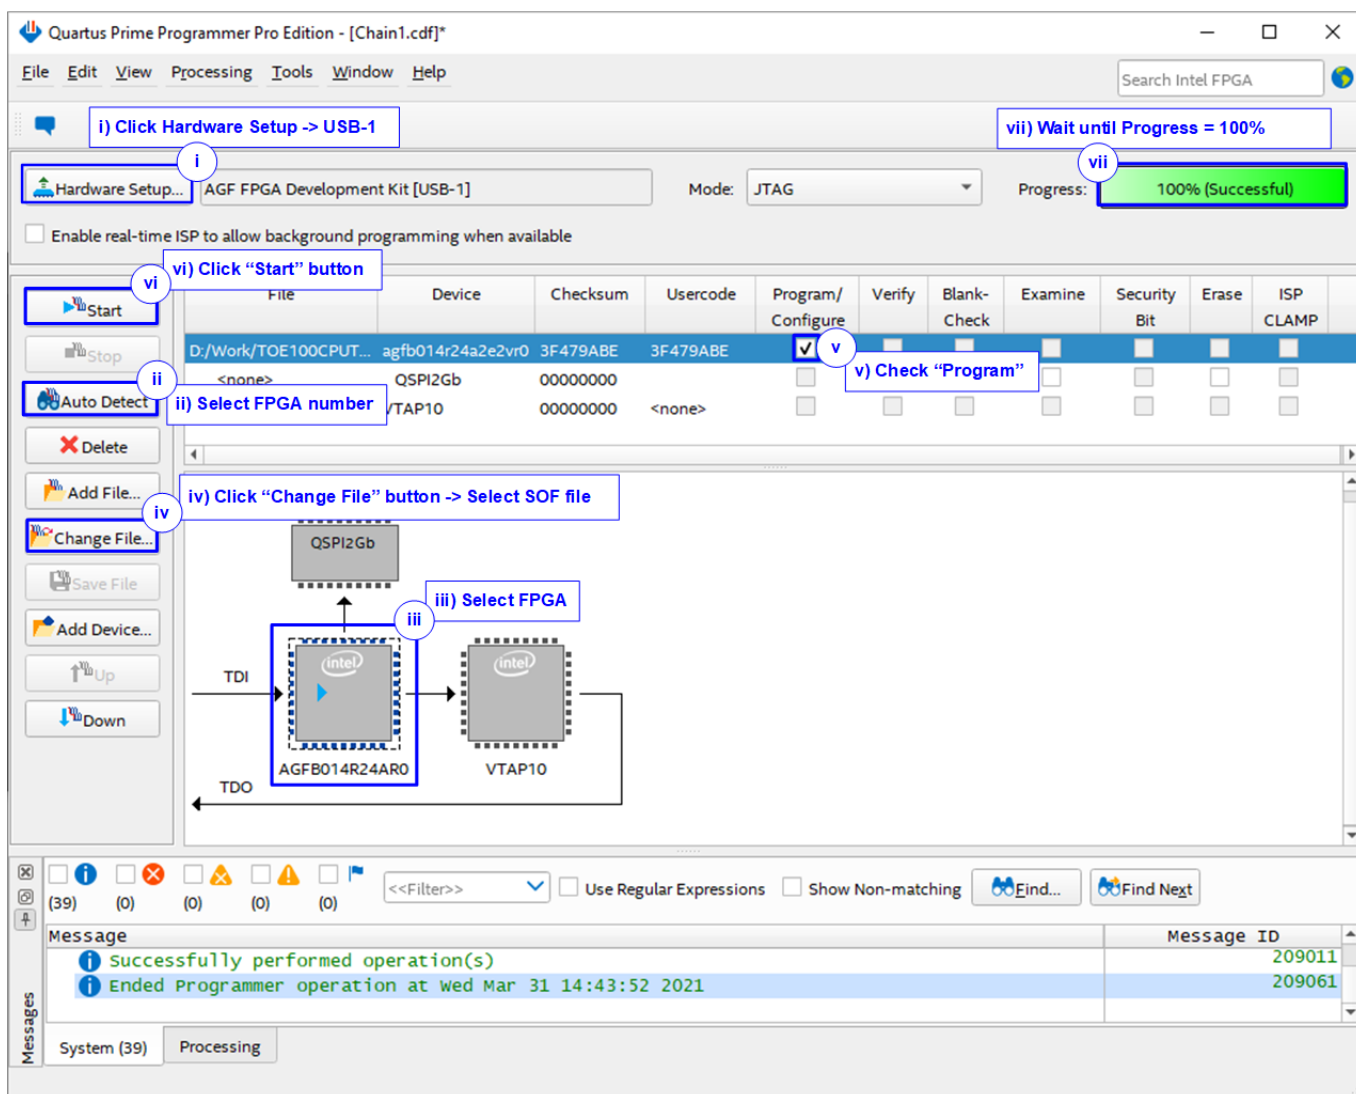 Quartus Prime Programmer Pro Edition - [Chain1.cdf]*
File Edit View Processing Tools Window Help
Search Intel FPGA
i) Click Hardware Setup -> USB-1
vii) Wait until Progress = 100%
i
vii
Hardware Setup...
AGF FPGA Development Kit [USB-1]
Mode:
JTAG
Progress:
100% (Successful)
Enable real-time ISP to allow background programming when available
vi) Click “Start” button
vi
Start
Stop
ii
Auto Detect
ii) Select FPGA number
Delete
Add File...
iv
Change File...
Save File
Add Device...
Up
Down
File Device Checksum Usercode Program/ Verify Blank- Examine Security Erase ISP
Configure Check Bit CLAMP
D:/Work/TOE100CPUT... agfb014r24a2e2vr0 3F479ABE 3F479ABE
v
v) Check “Program”
<none> QSPI2Gb 00000000
VTAP10 00000000 <none>
iv) Click “Change File” button -> Select SOF file
QSPI2Gb
iii) Select FPGA
iii
intel
intel
TDI
AGFB014R24AR0
VTAP10
TDO
(39) (0) (0) (0) (0)
<<Filter>>
Use Regular Expressions
Show Non-matching
Find...
Find Next
Message Message ID
Successfully performed operation(s) 209011
Ended Programmer operation at Wed Mar 31 14:43:52 2021 209061
Messages
System (39) Processing